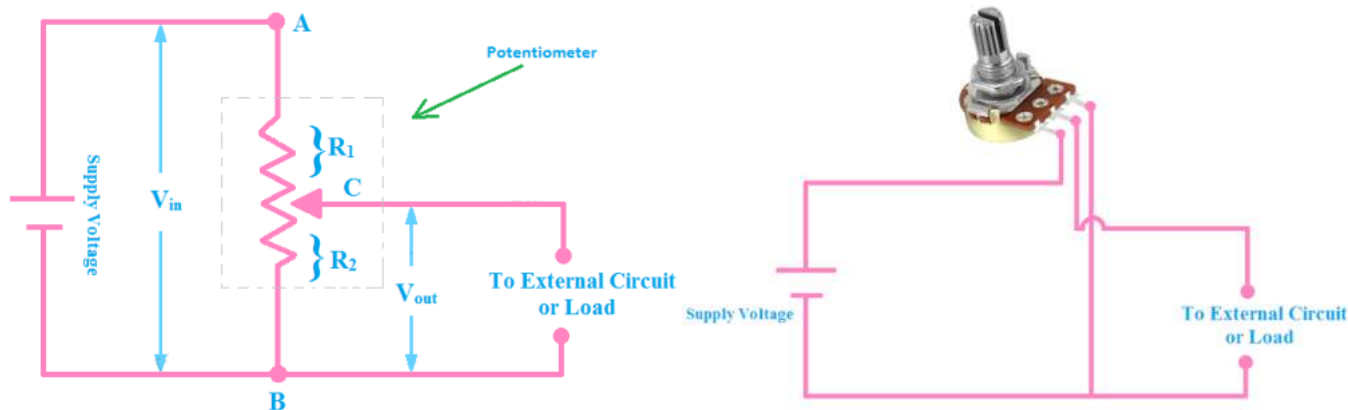 A
Potentiometer
R1
Supply Voltage
Vin
C
R2
Vout
To External Circuit
or Load
B
Supply Voltage
To External Circuit
or Load